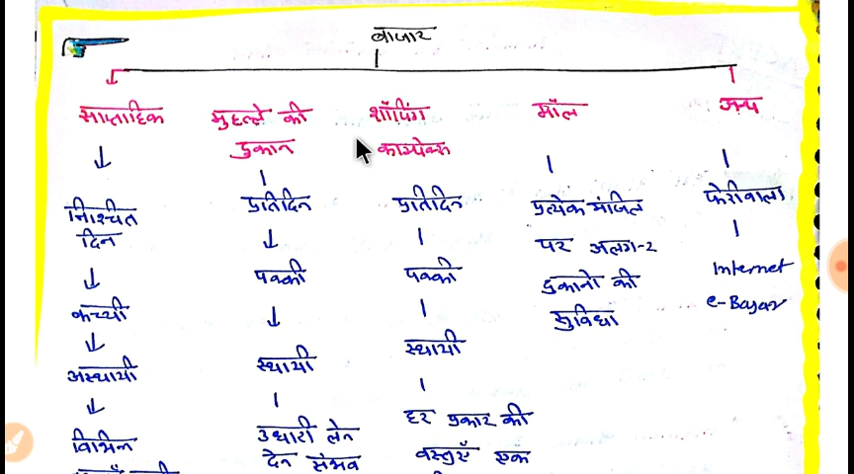 बाजार
साप्ताहिक
मुहल्ले की
दुकान
शॉपिंग
काम्पेक्स
मॉल
अन्य
निश्चित
दिन
कच्ची
अस्थायी
विभिन
प्रतिदिन
पक्की
स्थायी
उधारी लेन
देन संभव
प्रतिदिन
पक्की
स्थायी
हर प्रकार की
वस्तुएँ एक
प्रत्येक मंजिल
पर अलग-2
दुकानो की
सुविधा
फेरीवाला
Internet
e-Bajar